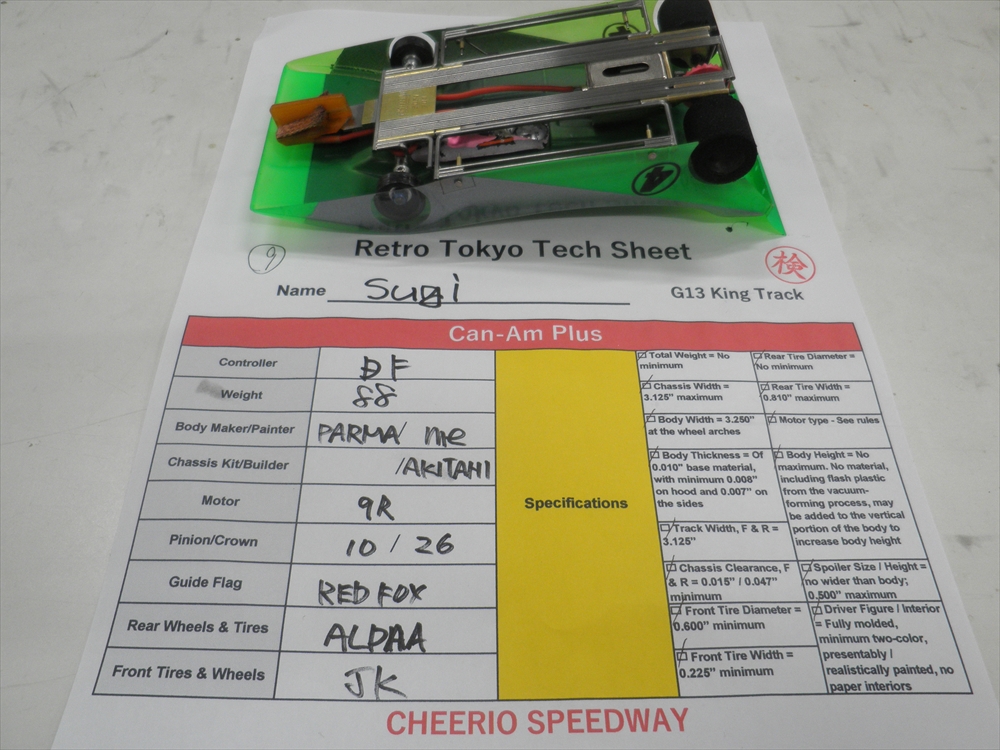 4
Retro Tokyo Tech Sheet
9
検
Name Sugi
G13 King Track
Can-Am Plus
Controller DF
Weight 88
Body Maker/Painter PARMA/ me
Chassis Kit/Builder /AKITAHI
Motor 9R
Pinion/Crown 10 / 26
Guide Flag RED FOX
Rear Wheels & Tires ALPAA
Front Tires & Wheels JK
Specifications
Total Weight = No
minimum
Chassis Width =
3.125" maximum
Body Width = 3.250"
at the wheel arches
Body Thickness = Of
0.010" base material,
with minimum 0.008"
on hood and 0.007" on
the sides
Track Width, F & R =
3.125"
Chassis Clearance, F
& R = 0.015" / 0.047"
minimum
Front Tire Diameter =
0.600" minimum
Front Tire Width =
0.225" minimum
Rear Tire Diameter =
No minimum
Rear Tire Width =
0.810" maximum
Motor type - See rules
Body Height = No
maximum. No material,
including flash plastic
from the vacuum-
forming process, may
be added to the vertical
portion of the body to
increase body height
Spoiler Size / Height =
no wider than body;
0.500" maximum
Driver Figure / Interior
= Fully molded,
minimum two-color,
presentably /
realistically painted, no
paper interiors
CHEERIO SPEEDWAY